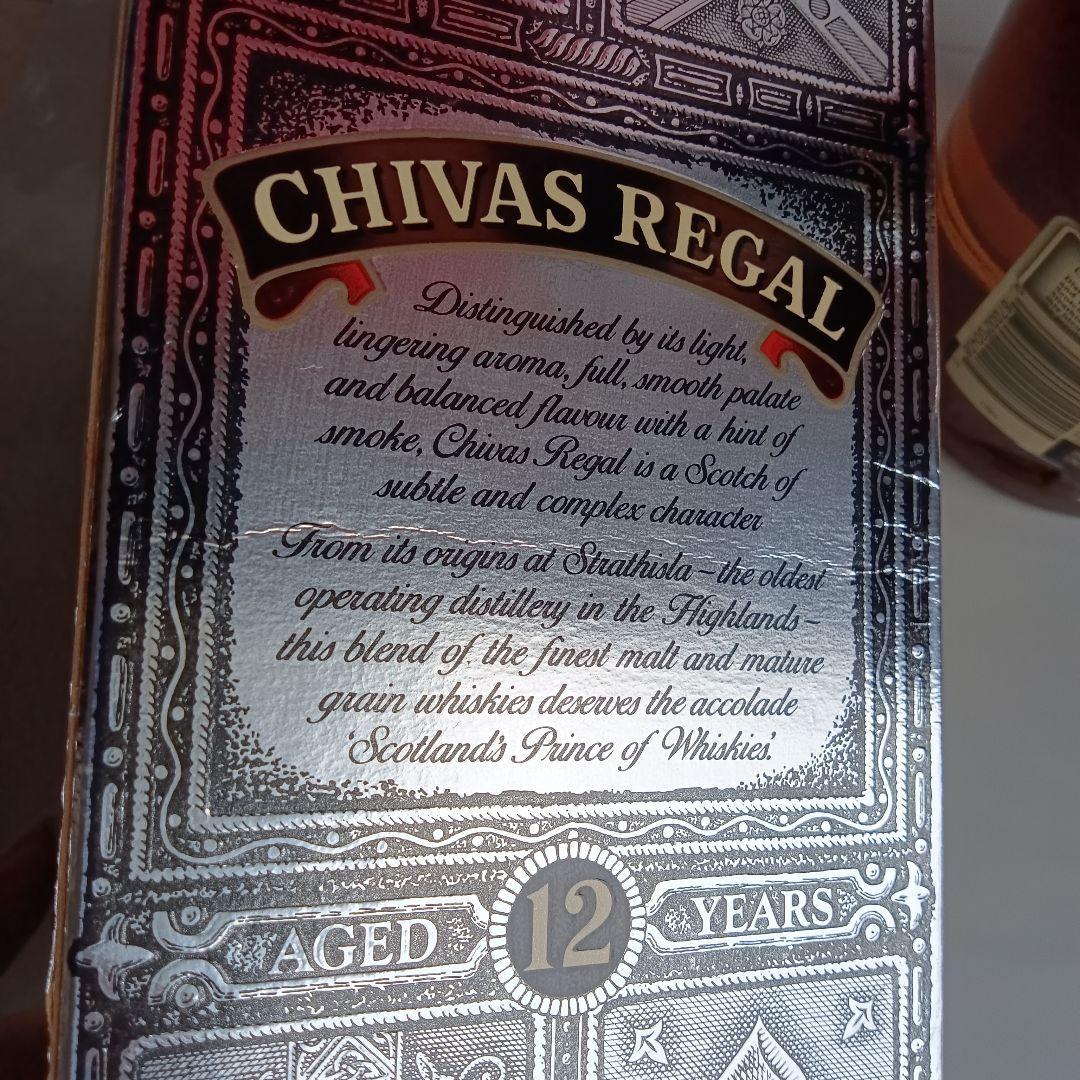 CHIVAS REGAL
Distinguished by its light,
lingering aroma, full, smooth palate
and balanced flavour with a hint of
smoke, Chivas Regal is a Scotch of
subtle and complex character
From its origins at Strathisla – the oldest
operating distillery in the Highlands –
this blend of the finest malt and mature
grain whiskies deserves the accolade
'Scotland's Prince of Whiskies'.
AGED 12 YEARS